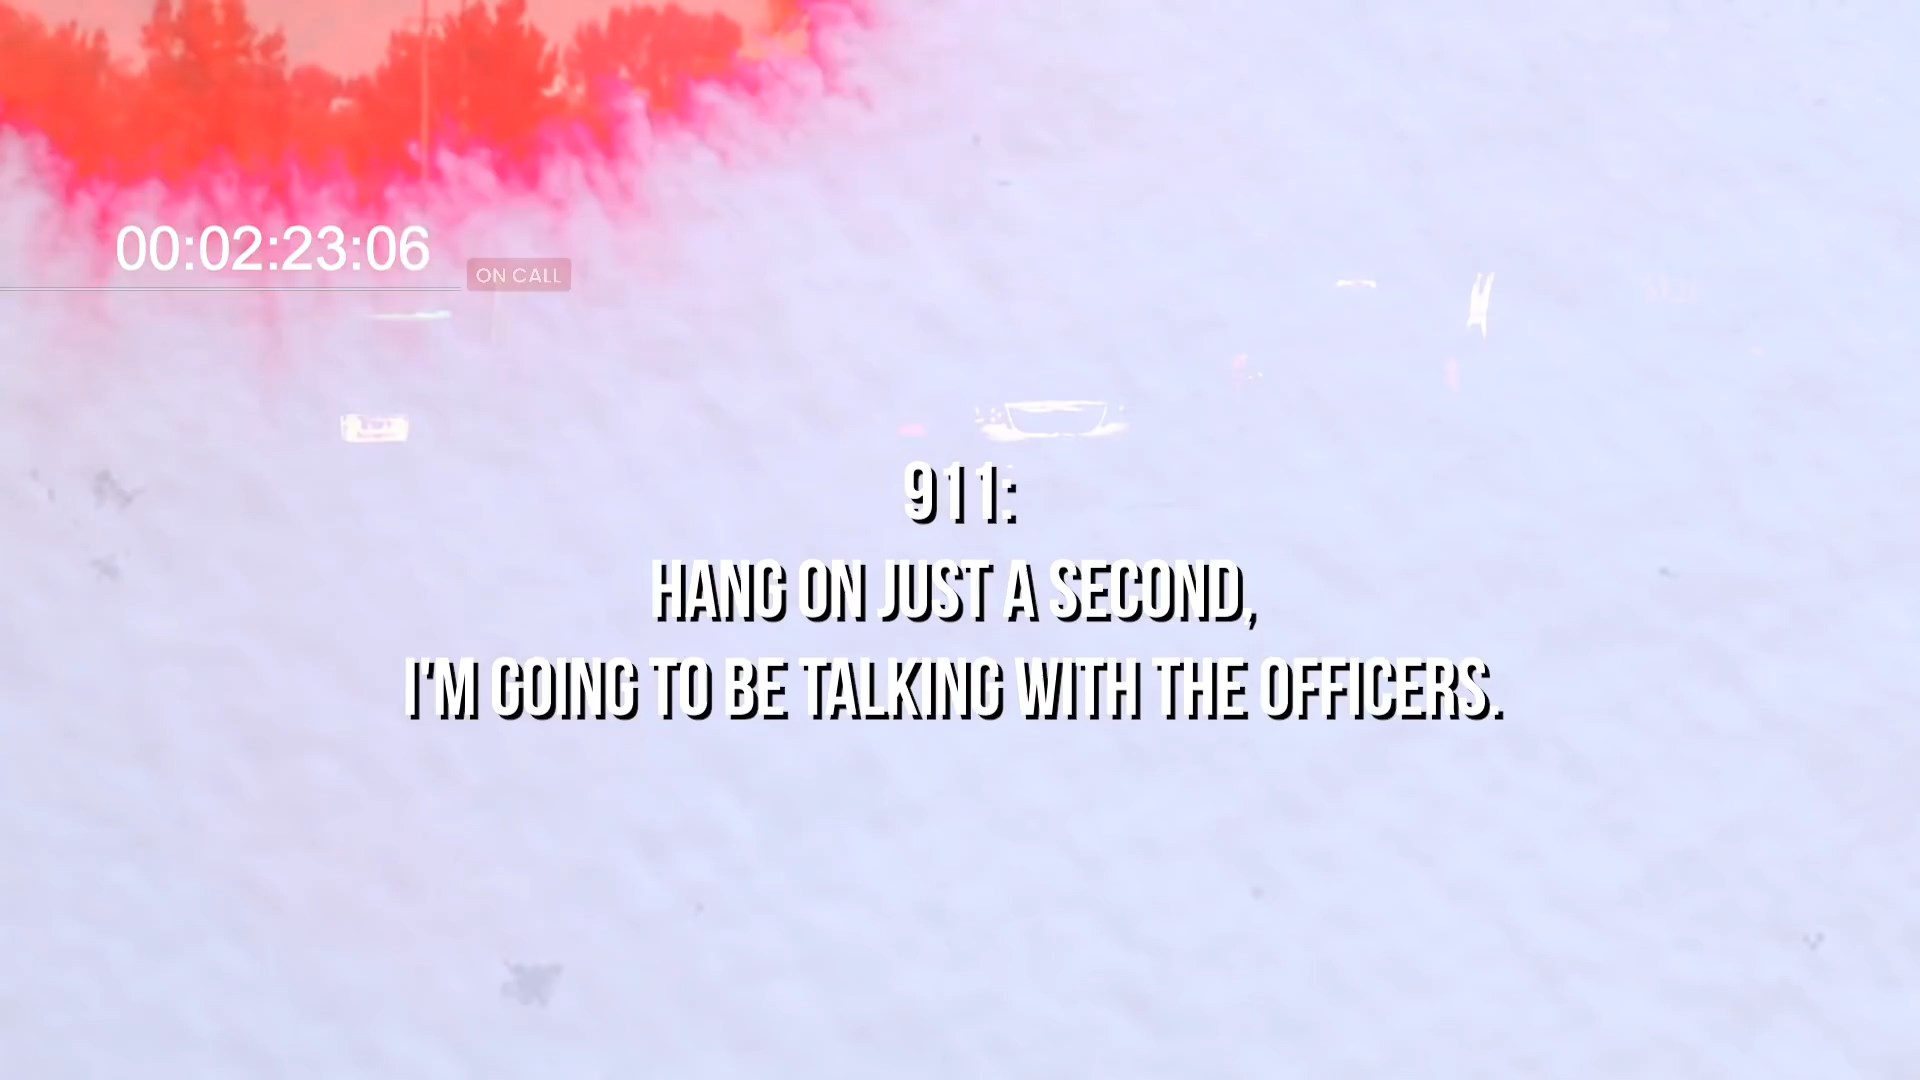 00:02:23:06
ON CALL
911:
HANG ON JUST A SECOND,
I'M GOING TO BE TALKING WITH THE OFFICERS.